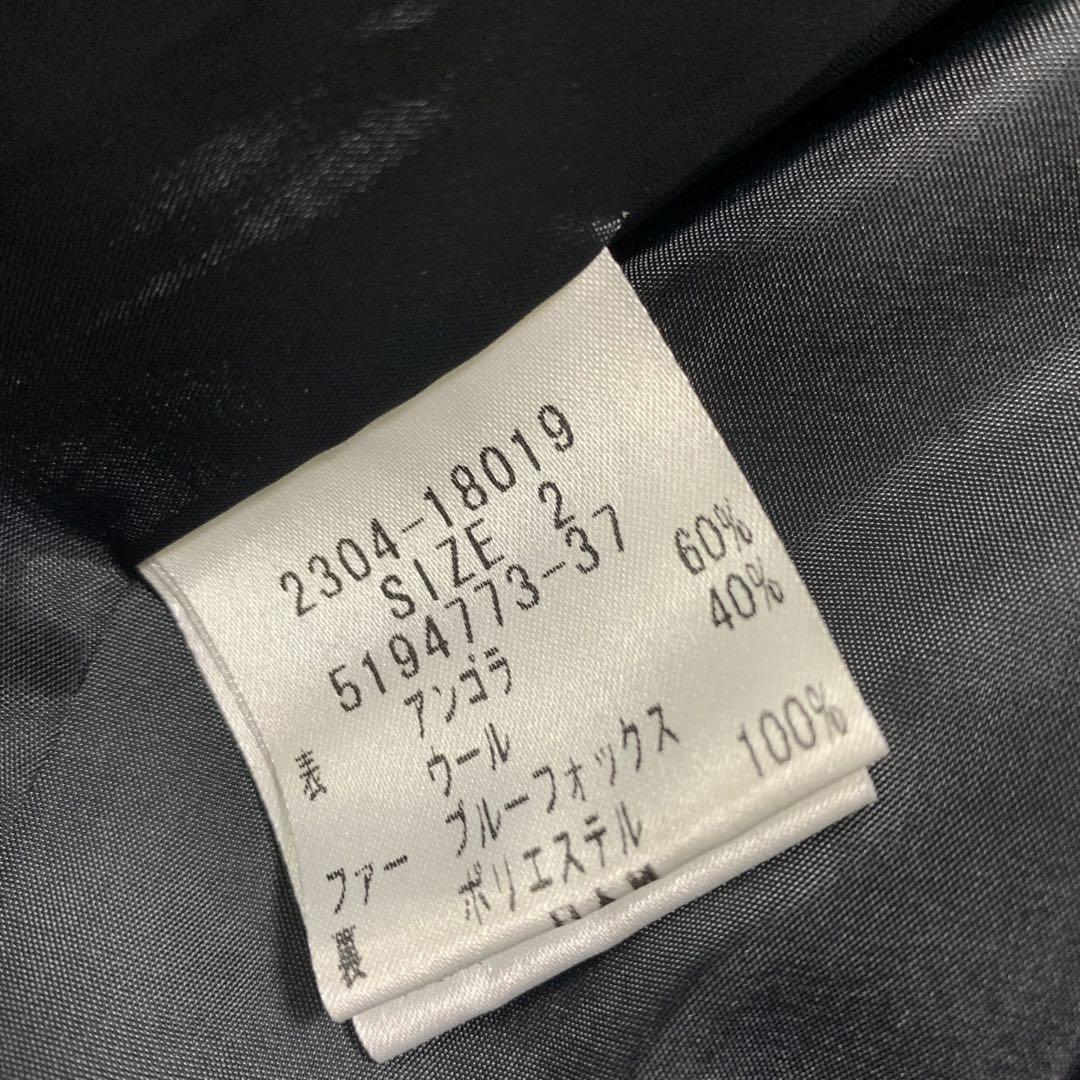 2304-18019
SIZE 2
5194773-37
表 アンゴラ 60%
ウール 40%
ファー ブルーフォックス
裏 ポリエステル 100%